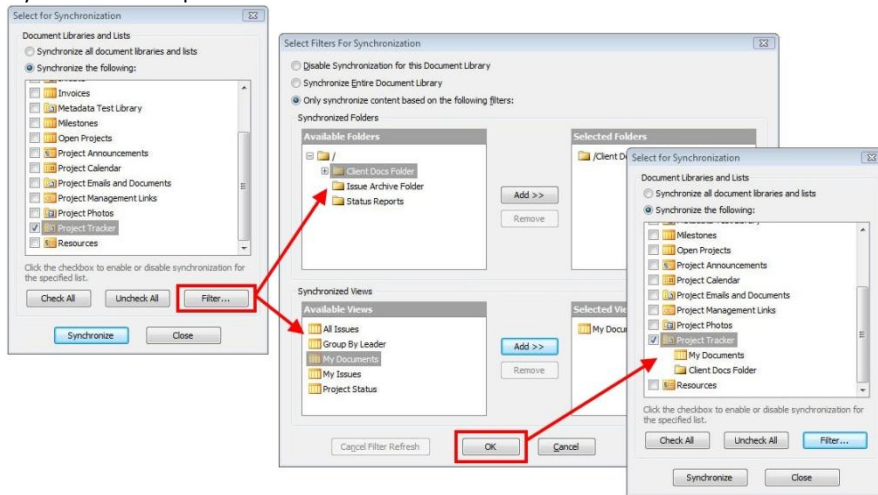 Select for Synchronization
Document Libraries and Lists
Synchronize all document libraries and lists
Synchronize the following:
Invoices
Metadata Test Library
Milestones
Open Projects
Project Announcements
Project Calendar
Project Emails and Documents
Project Management Links
Project Photos
Project Tracker
Resources
Click the checkbox to enable or disable synchronization for
the specified list.
Check All Uncheck All Filter...
Synchronize Close
Select Filters For Synchronization
Disable Synchronization for this Document Library
Synchronize Entire Document Library
Only synchronize content based on the following filters:
Synchronized Folders
Available Folders Selected Folders
/ /Client D
Client Docs Folder
Issue Archive Folder
Status Reports
Add >>
Remove
Synchronized Views
Available Views Selected Vie
All Issues My Docu
Group By Leader
My Documents
My Issues
Project Status
Add >>
Remove
Cancel Filter Refresh OK Cancel
Select for Synchronization
Document Libraries and Lists
Synchronize all document libraries and lists
Synchronize the following:
Milestones
Open Projects
Project Announcements
Project Calendar
Project Emails and Documents
Project Management Links
Project Photos
Project Tracker
My Documents
Client Docs Folder
Resources
Click the checkbox to enable or disable synchronization for
the specified list.
Check All Uncheck All Filter...
Synchronize Close